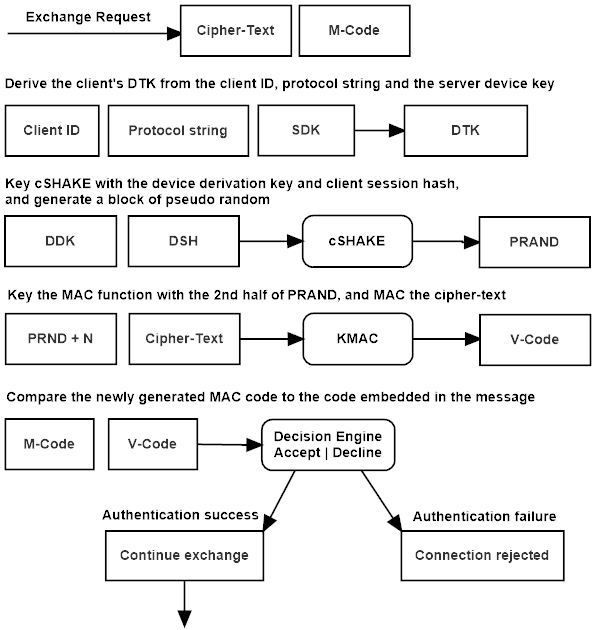 Exchange Request
Cipher-Text
M-Code
Derive the client's DTK from the client ID, protocol string and the server device key
Client ID
Protocol string
SDK
DTK
Key cSHAKE with the device derivation key and client session hash,
and generate a block of pseudo random
DDK
DSH
cSHAKE
PRAND
Key the MAC function with the 2nd half of PRAND, and MAC the cipher-text
PRND + N
Cipher-Text
KMAC
V-Code
Compare the newly generated MAC code to the code embedded in the message
M-Code
V-Code
Decision Engine
Accept | Decline
Authentication success
Authentication failure
Continue exchange
Connection rejected